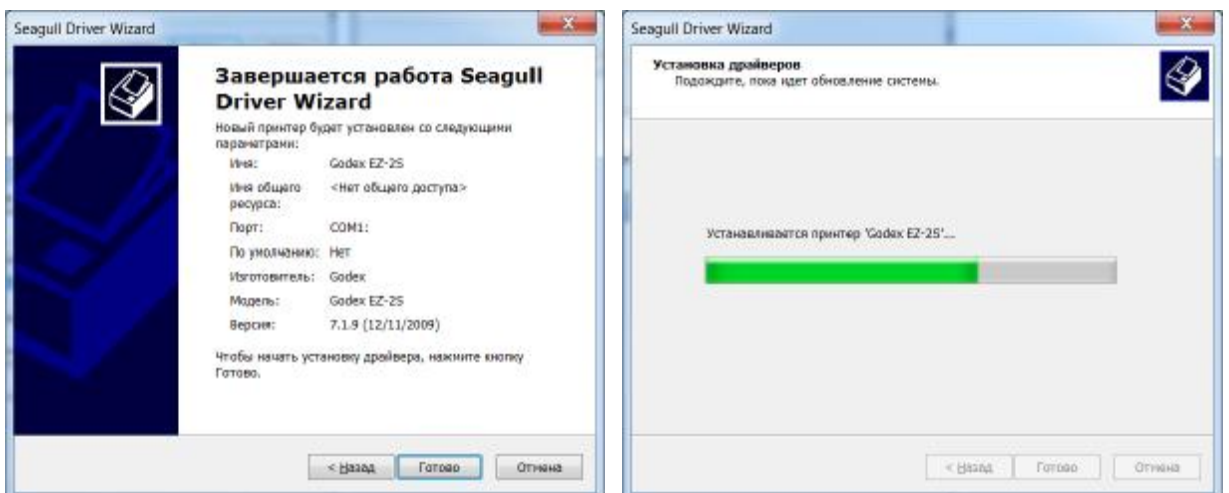 Seagull Driver Wizard
Завершается работа Seagull
Driver Wizard
Новый принтер будет установлен со следующими
параметрами:
Имя: Godex EZ-2S
Имя общего <Нет общего доступа>
ресурса:
Порт: COM1:
По умолчанию: Нет
Изготовитель: Godex
Модель: Godex EZ-2S
Версия: 7.1.9 (12/11/2009)
Чтобы начать установку драйвера, нажмите кнопку
Готово.
< Назад Готово Отмена
Seagull Driver Wizard
Установка драйверов
Подождите, пока идет обновление системы.
Устанавливается принтер 'Godex EZ-2S'...
< Назад Готово Отмена